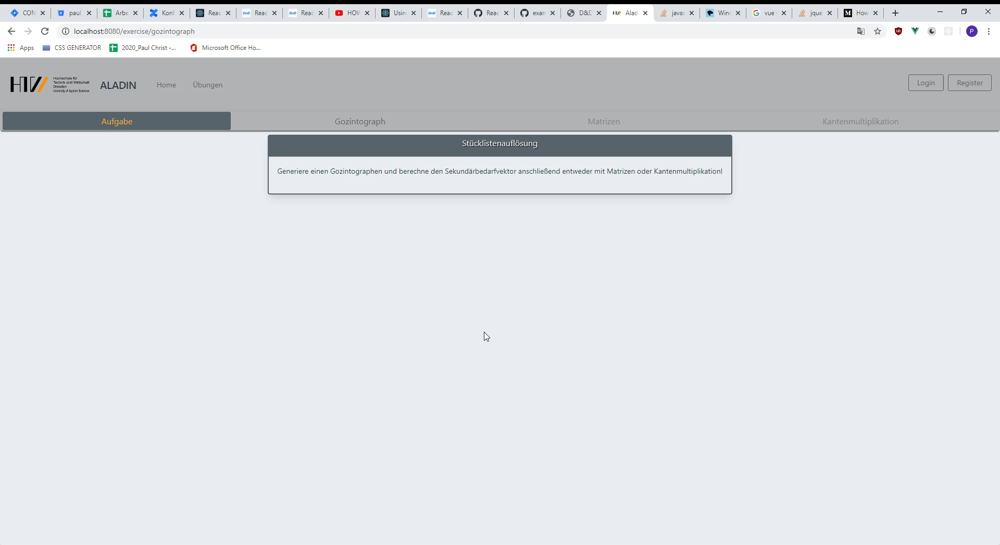 CON
paul_
Arbe
Konf
Reac
Reac
Reac
HOW
Usin
Reac
Reac
exan
D&D
Alad
javas
Winc
vue
jque
How
localhost:8080/exercise/gozintograph
P
Apps
CSS GENERATOR
2020_Paul Christ -...
Microsoft Office Ho...
HTW
Hochschule für
Technik und Wirtschaft
Dresden
University of Applied Sciences
ALADIN
Home
Übungen
Login
Register
Aufgabe
Gozintograph
Matrizen
Kantenmultiplikation
Stücklistenauflösung
Generiere einen Gozintographen und berechne den Sekundärbedarfvektor anschließend entweder mit Matrizen oder Kantenmultiplikation!